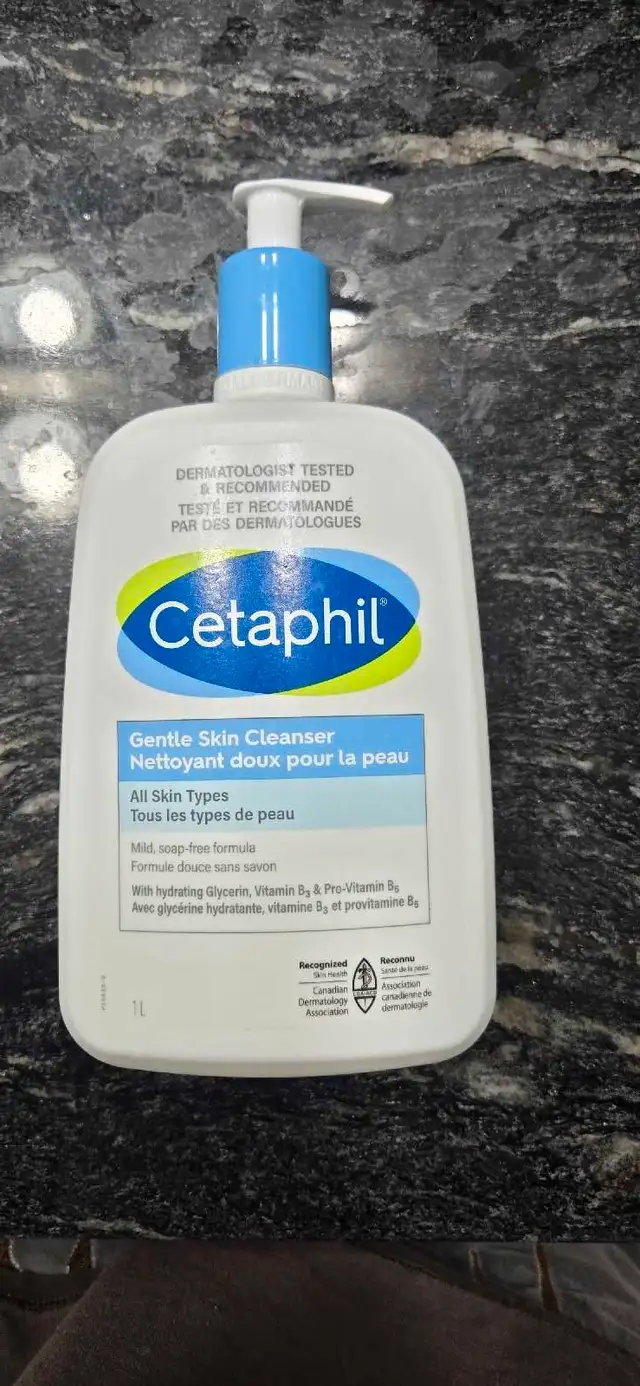 DERMATOLOGIST TESTED
& RECOMMENDED
TESTÉ ET RECOMMANDÉ
PAR DES DERMATOLOGUES
Cetaphil®
Gentle Skin Cleanser
Nettoyant doux pour la peau
All Skin Types
Tous les types de peau
Mild, soap-free formula
Formule douce sans savon
With hydrating Glycerin, Vitamin B₃ & Pro-Vitamin B₅
Avec glycérine hydratante, vitamine B₃ et provitamine B₅
Recognized
Skin Health
Canadian
Dermatology
Association
Reconnu
Santé de la peau
Association
canadienne de
dermatologie
1L